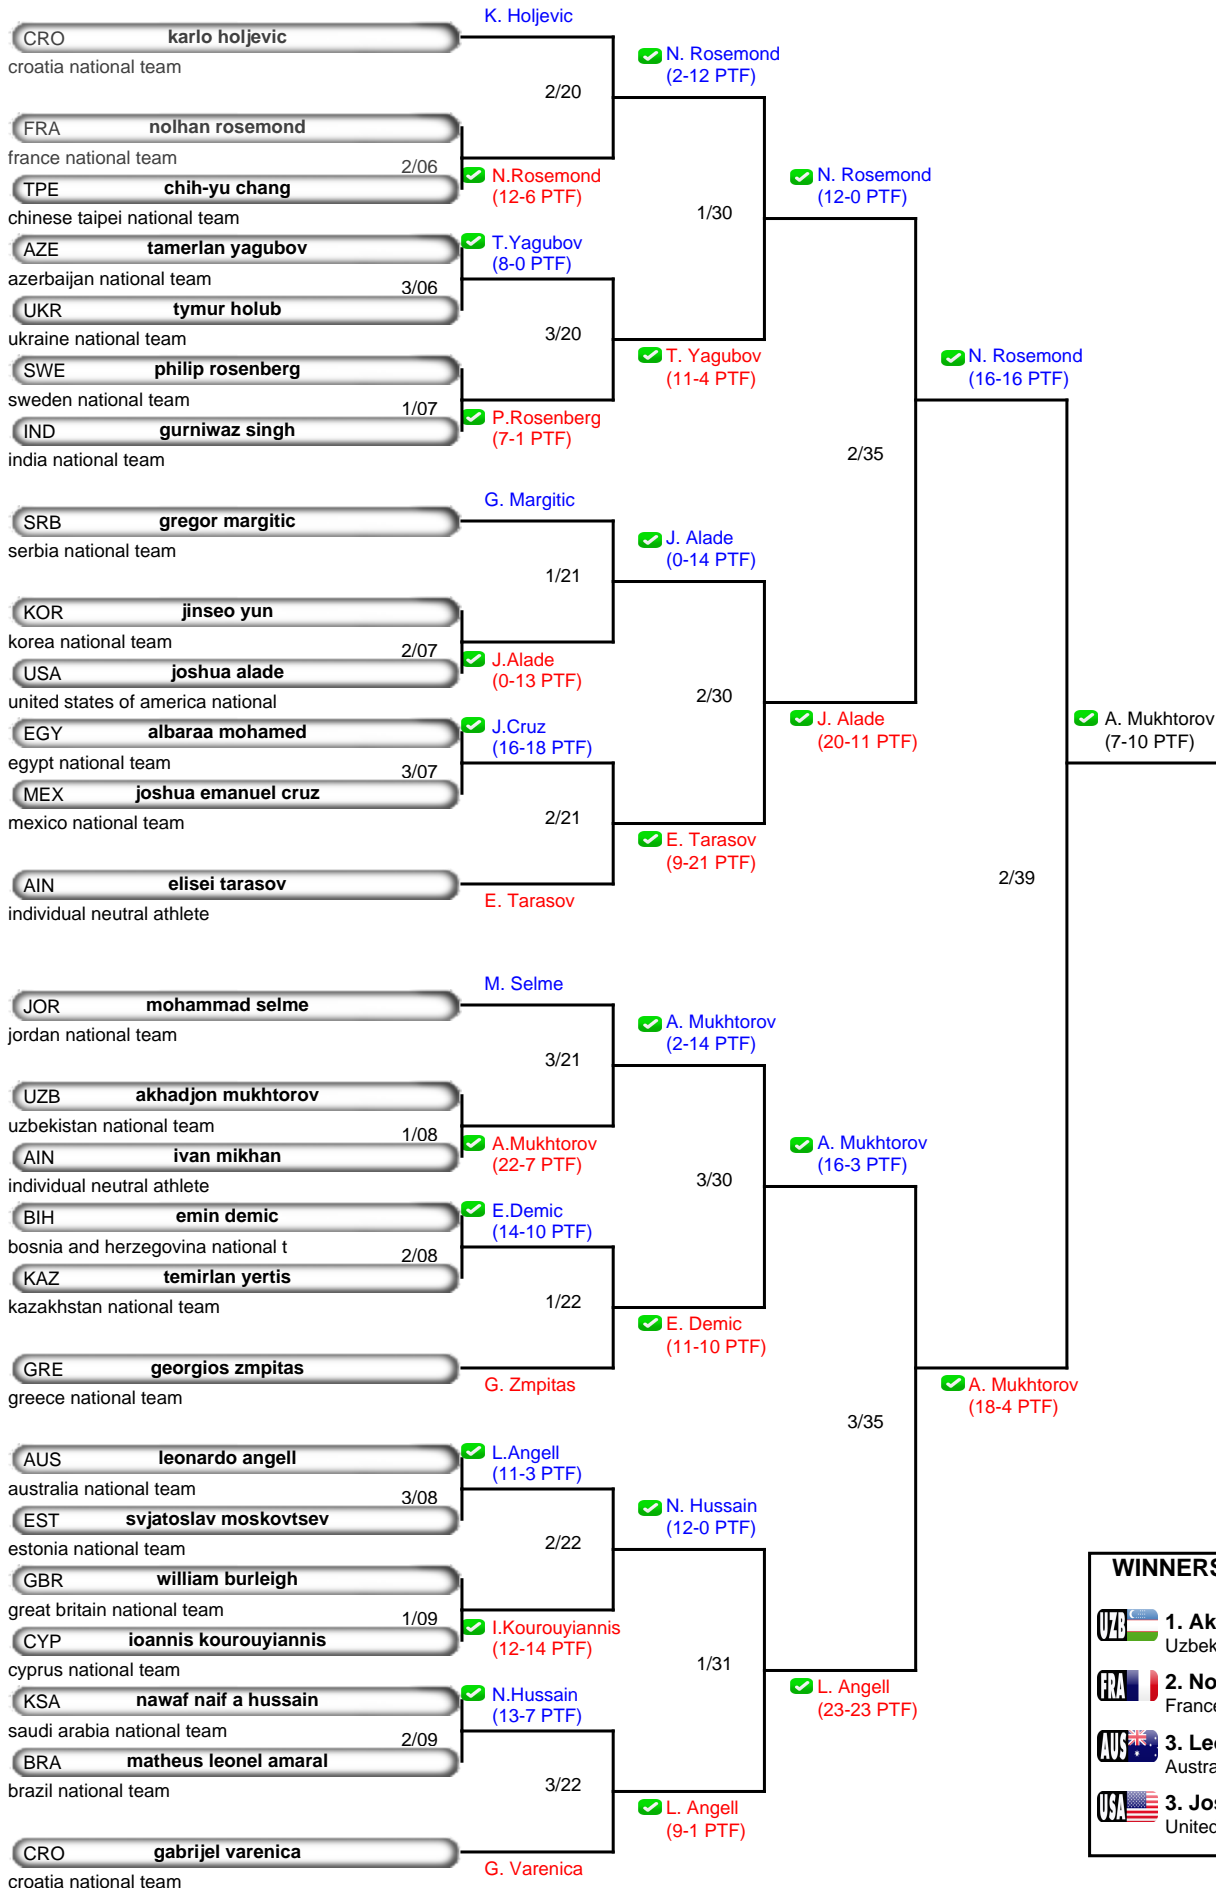 K. Holjevic
CRO karlo holjevic
croatia national team
N. Rosemond
(2-12 PTF)
2/20
FRA nolhan rosemond
france national team
2/06
N.Rosemond
(12-6 PTF)
TPE chih-yu chang
chinese taipei national team
N. Rosemond
(12-0 PTF)
1/30
AZE tamerlan yagubov
azerbaijan national team
T.Yagubov
(8-0 PTF)
3/06
UKR tymur holub
ukraine national team
3/20
T. Yagubov
(11-4 PTF)
SWE philip rosenberg
sweden national team
1/07
P.Rosenberg
(7-1 PTF)
IND gurniwaz singh
india national team
N. Rosemond
(16-16 PTF)
2/35
G. Margitic
SRB gregor margitic
serbia national team
J. Alade
(0-14 PTF)
1/21
KOR jinseo yun
korea national team
2/07
J.Alade
(0-13 PTF)
USA joshua alade
united states of america national
2/30
J. Alade
(20-11 PTF)
A. Mukhtorov
(7-10 PTF)
EGY albaraa mohamed
egypt national team
J.Cruz
(16-18 PTF)
3/07
MEX joshua emanuel cruz
mexico national team
2/21
E. Tarasov
(9-21 PTF)
AIN elisei tarasov
individual neutral athlete
E. Tarasov
2/39
M. Selme
JOR mohammad selme
jordan national team
A. Mukhtorov
(2-14 PTF)
3/21
UZB akhadjon mukhtorov
uzbekistan national team
1/08
A.Mukhtorov
(22-7 PTF)
AIN ivan mikhan
individual neutral athlete
A. Mukhtorov
(16-3 PTF)
3/30
BIH emin demic
bosnia and herzegovina national t
E.Demic
(14-10 PTF)
2/08
KAZ temirlan yertis
kazakhstan national team
1/22
E. Demic
(11-10 PTF)
GRE georgios zmpitas
greece national team
G. Zmpitas
A. Mukhtorov
(18-4 PTF)
3/35
AUS leonardo angell
australia national team
L.Angell
(11-3 PTF)
3/08
EST svjatoslav moskovtsev
estonia national team
N. Hussain
(12-0 PTF)
2/22
GBR william burleigh
great britain national team
1/09
I.Kourouyiannis
(12-14 PTF)
CYP ioannis kourouyiannis
cyprus national team
1/31
L. Angell
(23-23 PTF)
KSA nawaf naif a hussain
saudi arabia national team
N.Hussain
(13-7 PTF)
2/09
BRA matheus leonel amaral
brazil national team
3/22
L. Angell
(9-1 PTF)
CRO gabrijel varenica
croatia national team
G. Varenica
WINNERS
UZB 1. Ak
Uzbek
FRA 2. No
France
AUS 3. Leo
Austra
USA 3. Jos
United